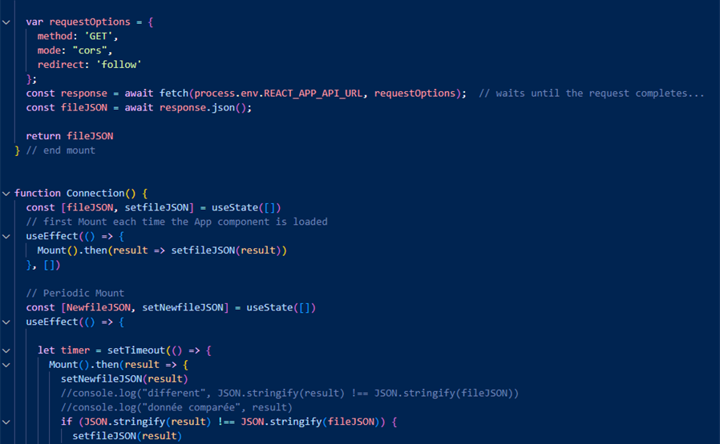 var requestOptions = {
method: 'GET',
mode: "cors",
redirect: 'follow'
};
const response = await fetch(process.env.REACT_APP_API_URL, requestOptions);  // waits until the request completes...
const fileJSON = await response.json();
return fileJSON
} // end mount
function Connection() {
const [fileJSON, setfileJSON] = useState([])
// first Mount each time the App component is loaded
useEffect(() => {
Mount().then(result => setfileJSON(result))
}, [])
// Periodic Mount
const [NewfileJSON, setNewfileJSON] = useState([])
useEffect(() => {
let timer = setTimeout(() => {
Mount().then(result => {
setNewfileJSON(result)
//console.log("different", JSON.stringify(result) !== JSON.stringify(fileJSON))
//console.log("donnée comparée", result)
if (JSON.stringify(result) !== JSON.stringify(fileJSON)) {
setfileJSON(result)